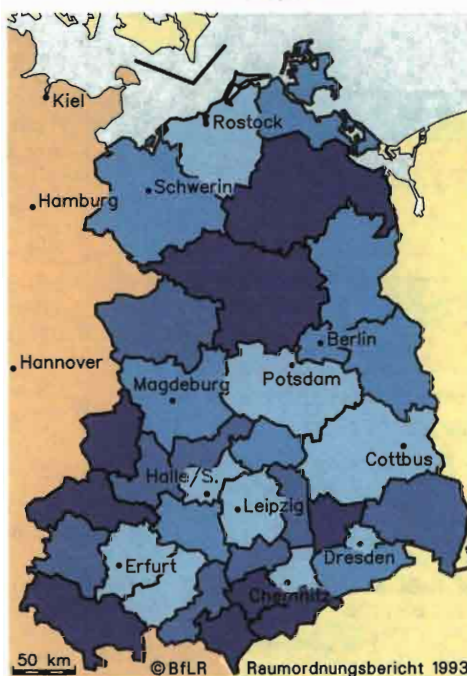 Kiel
Rostock
Schwerin
Hamburg
Berlin
Hannover
Potsdam
Magdeburg
Cottbus
Halle/S.
Leipzig
Dresden
Erfurt
Chemnitz
50 km
© BfLR Raumordnungsbericht 1993